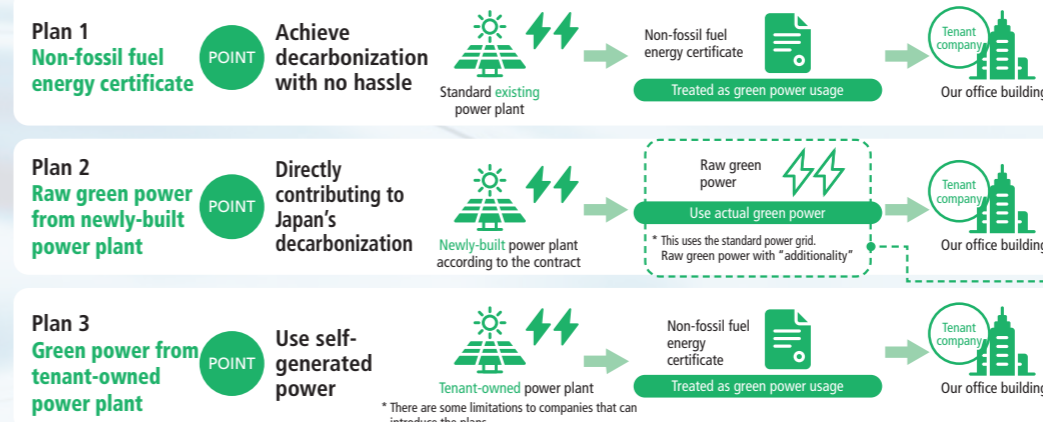 Plan 1
Non-fossil fuel
energy certificate
POINT
Achieve
decarbonization
with no hassle
Standard existing
power plant
Non-fossil fuel
energy certificate
Treated as green power usage
Tenant
company
Our office building
Plan 2
Raw green power
from newly-built
power plant
POINT
Directly
contributing to
Japan's
decarbonization
Newly-built power plant
according to the contract
Raw green
power
Use actual green power
* This uses the standard power grid.
Raw green power with "additionality"
Tenant
company
Our office building
Plan 3
Green power from
tenant-owned
power plant
POINT
Use self-
generated
power
Tenant-owned power plant
* There are some limitations to companies that can
introduce the plans
Non-fossil fuel
energy
certificate
Treated as green power usage
Tenant
company
Our office building